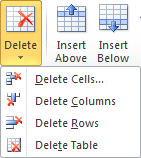 Delete
Insert
Above
Insert
Below
Delete Cells...
Delete Columns
Delete Rows
Delete Table